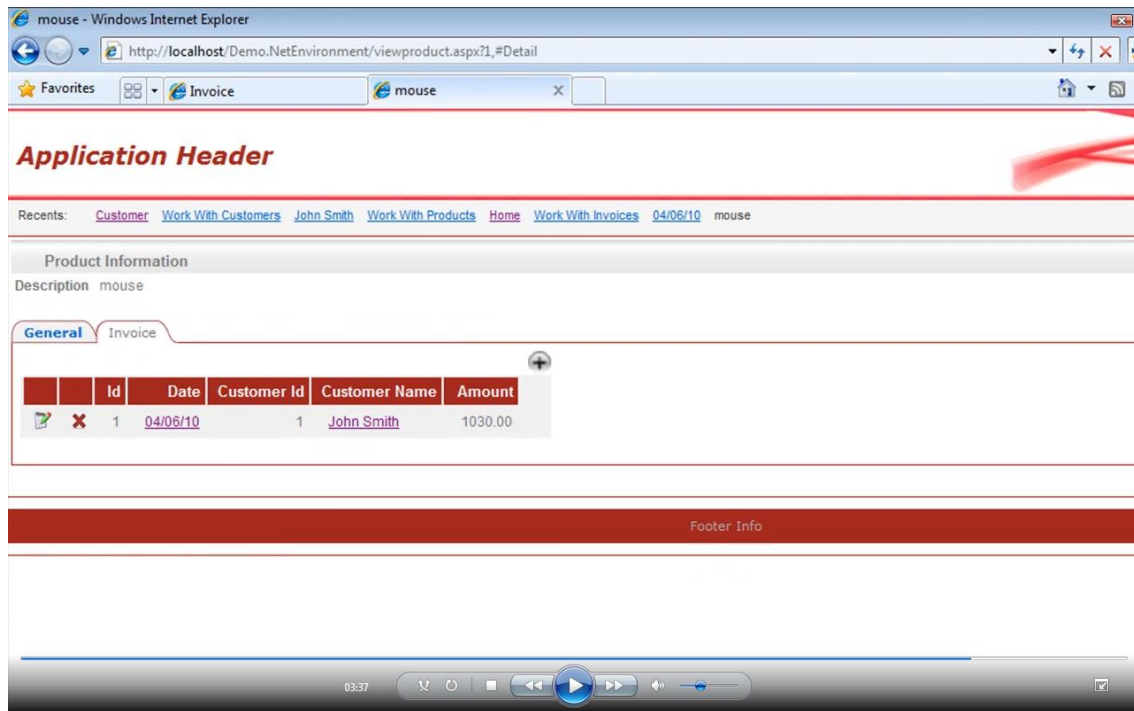 mouse - Windows Internet Explorer
http://localhost/Demo.NetEnvironment/viewproduct.aspx?1,#Detail
Favorites Invoice mouse
Application Header
Recents: Customer Work With Customers John Smith Work With Products Home Work With Invoices 04/06/10 mouse
Product Information
Description mouse
General Invoice
Id Date Customer Id Customer Name Amount
1 04/06/10 1 John Smith 1030.00
Footer Info
03:37